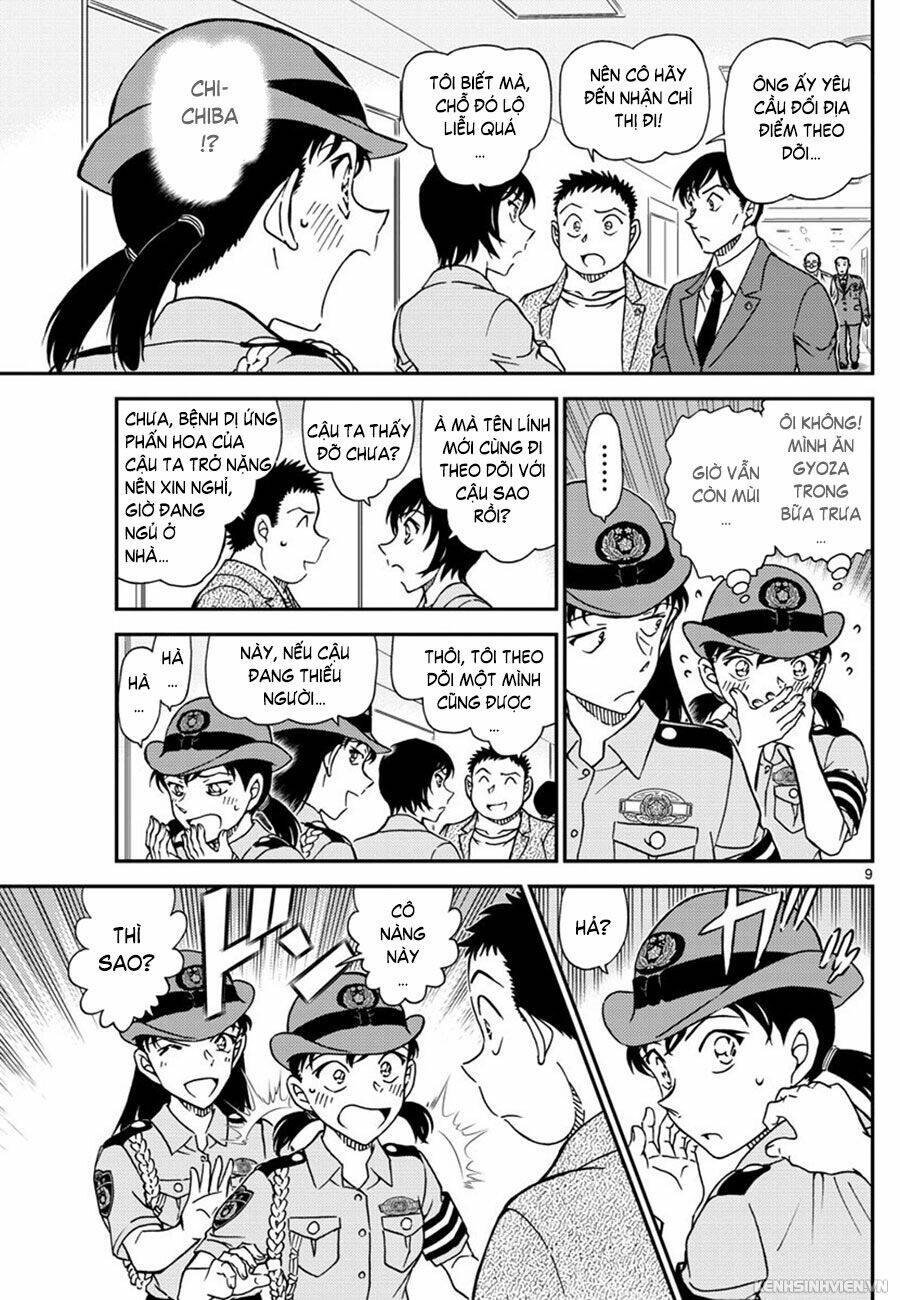 ÔNG ẤY YÊU
CẦU ĐỔI ĐỊA
ĐIỂM THEO
DÕI...
NÊN CÔ HÃY
ĐẾN NHẬN CHỈ
THỊ ĐI!
TÔI BIẾT MÀ,
CHỖ ĐÓ LỘ
LIỄU QUÁ
...
CHI-
CHIBA
!?
ÔI KHÔNG!
MÌNH ĂN
GYOZA
TRONG
BỮA TRƯA
...
GIỜ VẪN
CÒN MÙI
...
......
À MÀ TÊN LÍNH
MỚI CÙNG ĐI
THEO DÕI VỚI
CẬU SAO
RỒI?
CẬU TA THẤY
ĐỠ CHƯA?
CHƯA, BỆNH DỊ ỨNG
PHẤN HOA CỦA
CẬU TA TRỞ NẶNG
NÊN XIN NGHỈ,
GIỜ ĐANG
NGỦ Ở
NHÀ...
THÔI, TÔI THEO
DÕI MỘT MÌNH
CŨNG ĐƯỢC
...
NÀY, NẾU CẬU
ĐANG THIẾU
NGƯỜI...
HÀ
...
HÀ
...
9
HẢ?
ガシッ
CÔ
NÀNG
NÀY
...
ドン
THÌ
SAO?
KENHSINHVIEN.VN